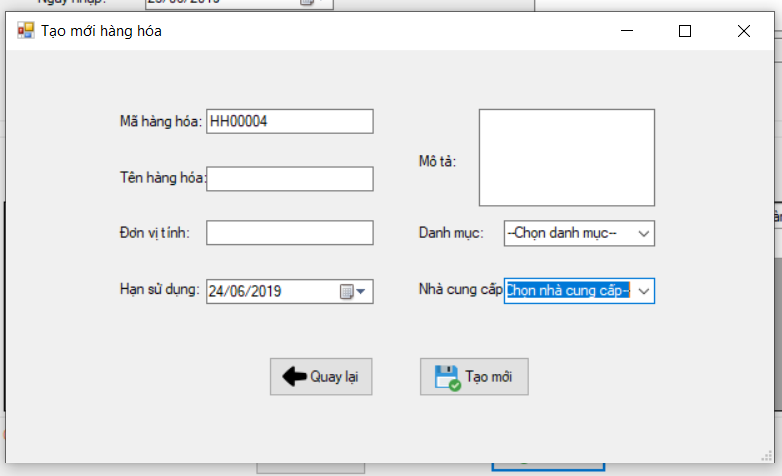 Ngày nhập:
Tạo mới hàng hóa
Mã hàng hóa: HH00004
Mô tả:
Tên hàng hóa:
Đơn vị tính:
Danh mục: --Chọn danh mục--
Hạn sử dụng: 24/06/2019
Nhà cung cấp Chọn nhà cung cấp--
Quay lại
Tạo mới